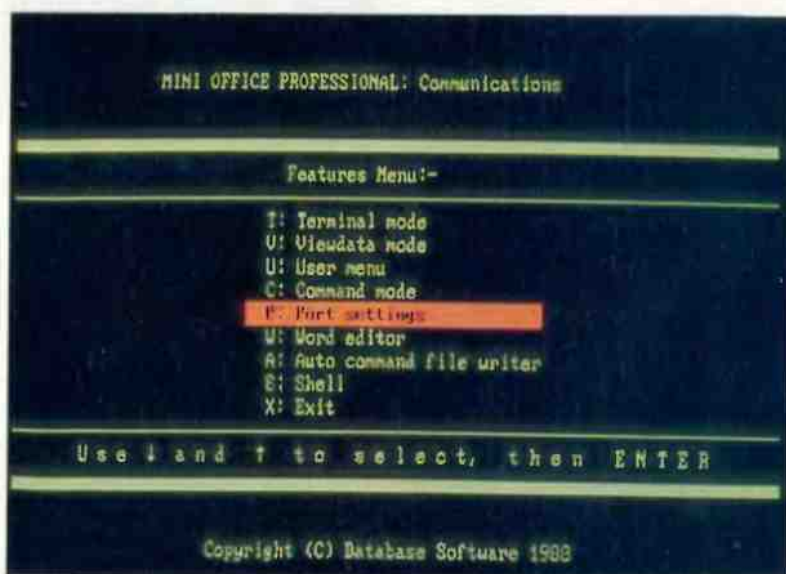 MINI OFFICE PROFESSIONAL: Communications
Features Menu:-
T: Terminal mode
V: Viewdata mode
U: User menu
C: Command mode
P: Port settings
W: Word editor
A: Auto command file writer
S: Shell
X: Exit
Use ↓ and ↑ to select, then ENTER
Copyright (C) Database Software 1988